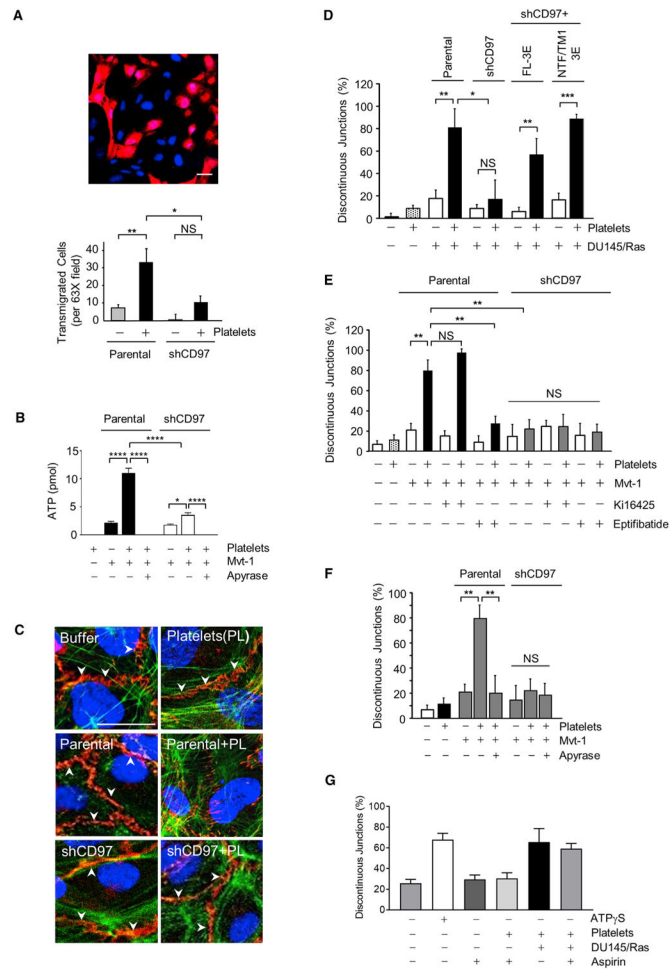 A
Transmigrated Cells
(per 63X field)
40
30
20
10
0
**
*
NS
– + – + Platelets
Parental shCD97
B
Parental shCD97
ATP (pmol)
15
10
5
0
****
**** ****
* ****
+ – + + – + + Platelets
– + + + + + + Mvt-1
– – – + – – + Apyrase
C
Buffer Platelets(PL)
Parental Parental+PL
shCD97 shCD97+PL
D
shCD97+
Parental
shCD97
FL-3E
NTF/TM1
3E
Discontinuous Junctions (%)
100
80
60
40
20
0
** * NS ** ***
– + – + – + – + – + Platelets
– – + + + + + + + + DU145/Ras
E
Parental shCD97
Discontinuous Junctions (%)
120
100
80
60
40
20
0
**
**
** NS
NS
– + – + – + – + – + – + – + Platelets
– – + + + + + + + + + + + + Mvt-1
– – – – + + – – – – + + – – Ki16425
– – – – – – + + – – – – + + Eptifibatide
F
Parental shCD97
Discontinuous Junctions (%)
100
80
60
40
20
0
** **
NS
– + – + + – + + Platelets
– – + + + + + + Mvt-1
– – – – + – – + Apyrase
G
Discontinuous Junctions (%)
100
80
60
40
20
0
– + – – – – ATPγS
– – – + + + Platelets
– – – – + + DU145/Ras
– – + + – + Aspirin